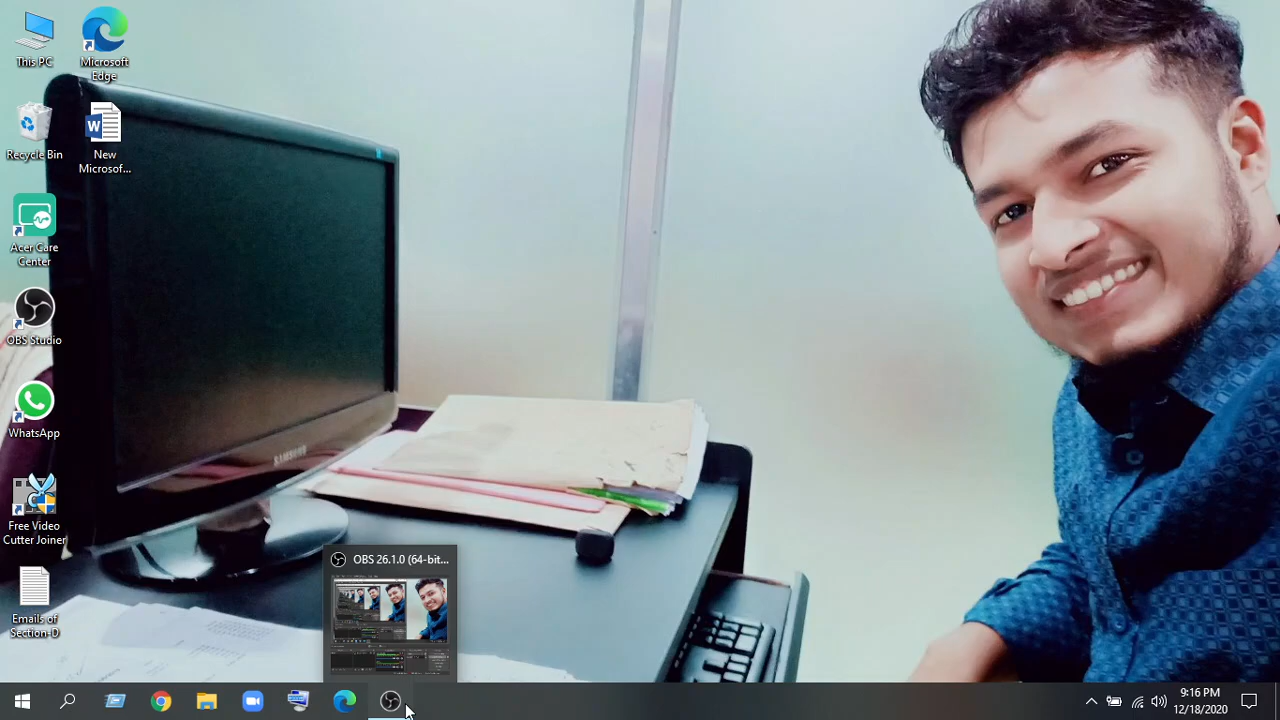 This PC
Microsoft
Edge
Recycle Bin
New
Microsof...
Acer Care
Center
OBS Studio
WhatsApp
Free Video
Cutter Joiner
Emails of
Section-D
SAMSUNG
OBS 26.1.0 (64-bit...
9:16 PM
12/18/2020